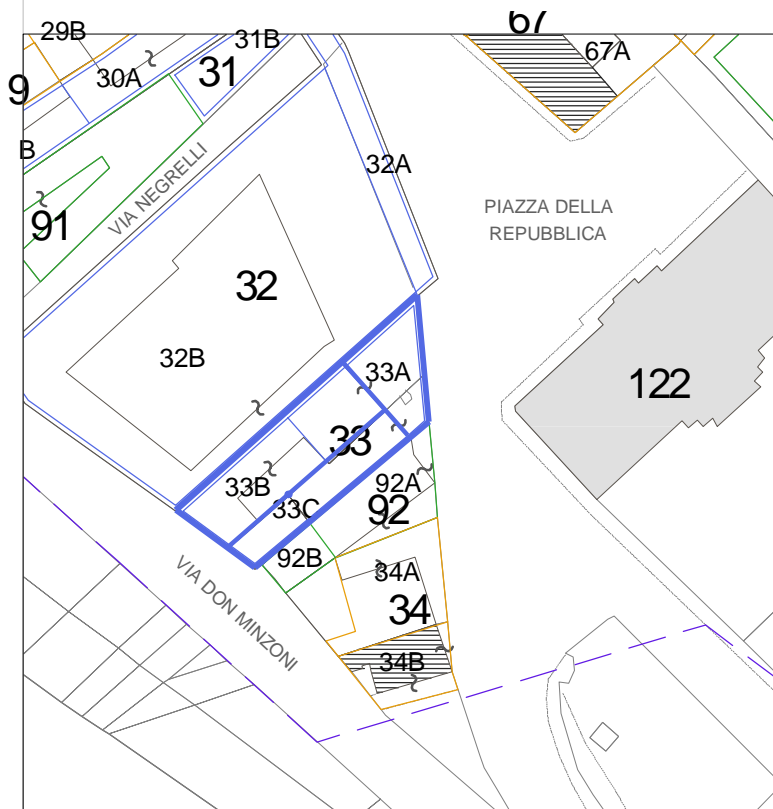 67
29B
31B
67A
30A
31
9
B
32A
VIA NEGRELLI
PIAZZA DELLA
REPUBBLICA
91
32
32B
33A
122
33
33B
92A
33C
92
92B
34A
VIA DON MINZONI
34
34B